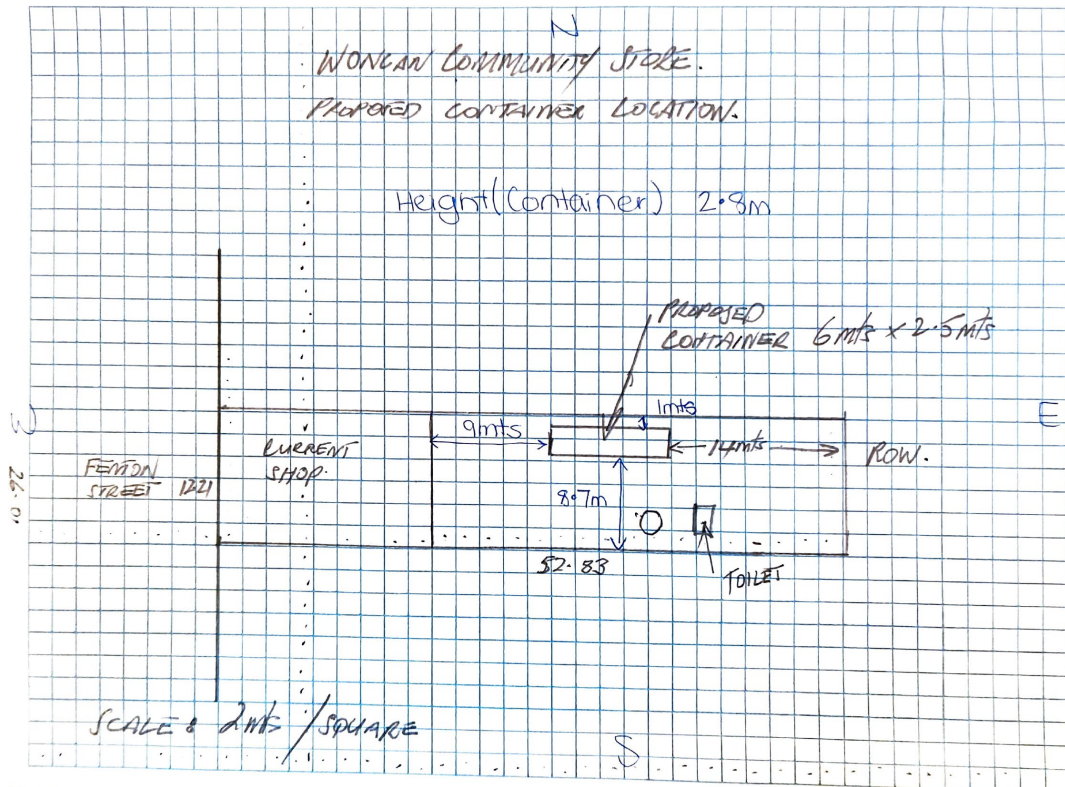 N
WONGAN COMMUNITY STORE.
PROPOSED CONTAINER LOCATION.
Height(Container) 2.8m
PROPOSED
CONTAINER 6mts x 2.5mts
1mts
E
9mts
14mts
ROW.
CURRENT
SHOP.
FENTON
STREET
8.7m
52.83
TOILET
SCALE: 2mts / SQUARE
S